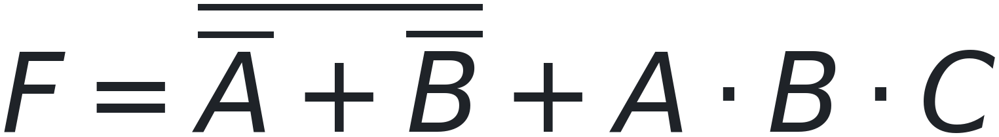 F = \overline{\overline{A} + \overline{B}} + A · B · C